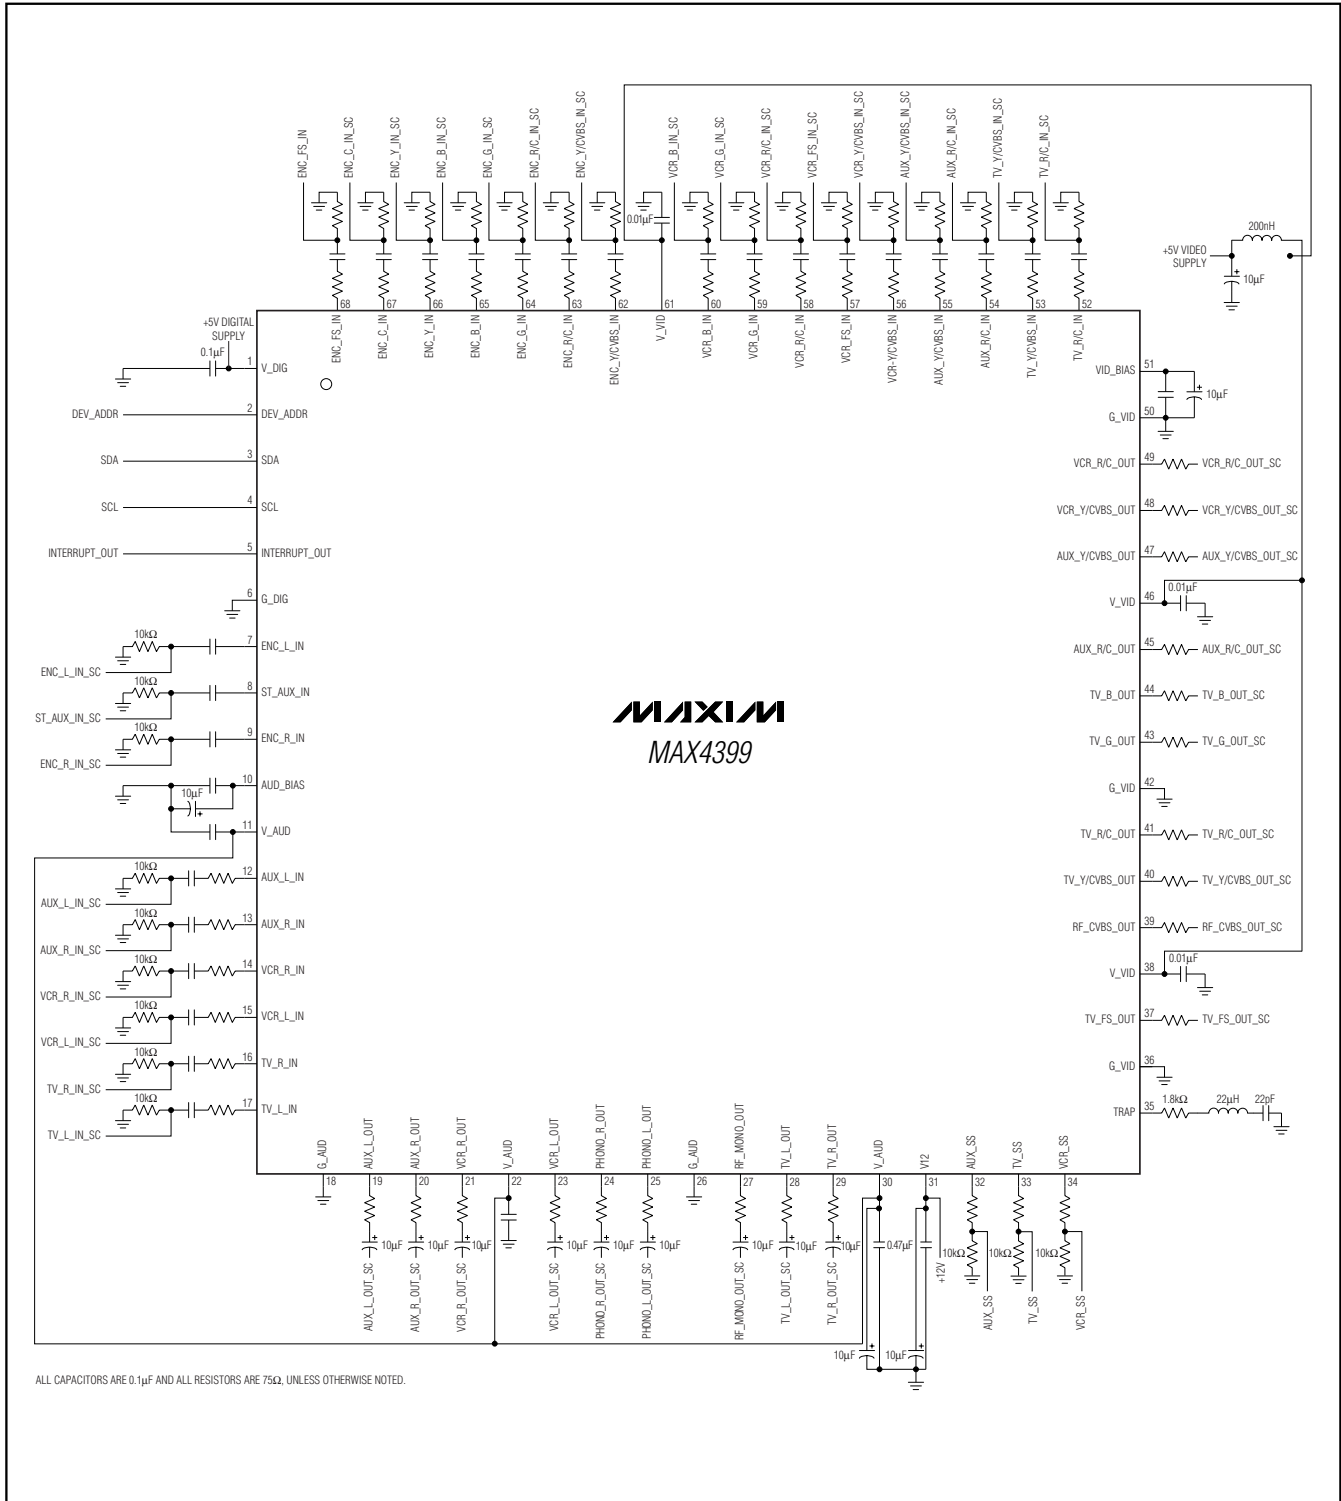 ENC_FS_IN
ENC_C_IN_SC
ENC_Y_IN_SC
ENC_B_IN_SC
ENC_G_IN_SC
ENC_R/C_IN_SC
ENC_Y/CVBS_IN_SC
VCR_B_IN_SC
VCR_G_IN_SC
VCR_R/C_IN_SC
VCR_FS_IN_SC
VCR_Y/CVBS_IN_SC
AUX_Y/CVBS_IN_SC
AUX_R/C_IN_SC
TV_Y/CVBS_IN_SC
TV_R/C_IN_SC
0.01µF
200nH
+5V VIDEO
SUPPLY
10µF
68
67
66
65
64
63
62
61
60
59
58
57
56
55
54
53
52
ENC_FS_IN
ENC_C_IN
ENC_Y_IN
ENC_B_IN
ENC_G_IN
ENC_R/C_IN
ENC_Y/CVBS_IN
V_VID
VCR_B_IN
VCR_G_IN
VCR_R/C_IN
VCR_FS_IN
VCR-Y/CVBS_IN
AUX_Y/CVBS_IN
AUX_R/C_IN
TV_Y/CVBS_IN
TV_R/C_IN
+5V DIGITAL
SUPPLY
0.1µF
1
V_DIG
DEV_ADDR
2
DEV_ADDR
SDA
3
SDA
SCL
4
SCL
INTERRUPT_OUT
5
INTERRUPT_OUT
6
G_DIG
10kΩ
7
ENC_L_IN
ENC_L_IN_SC
10kΩ
8
ST_AUX_IN
ST_AUX_IN_SC
10kΩ
9
ENC_R_IN
ENC_R_IN_SC
10
AUD_BIAS
10µF
+
11
V_AUD
10kΩ
12
AUX_L_IN
AUX_L_IN_SC
10kΩ
13
AUX_R_IN
AUX_R_IN_SC
10kΩ
14
VCR_R_IN
VCR_R_IN_SC
10kΩ
15
VCR_L_IN
VCR_L_IN_SC
10kΩ
16
TV_R_IN
TV_R_IN_SC
10kΩ
17
TV_L_IN
TV_L_IN_SC
MAXIM
MAX4399
VID_BIAS
51
10µF
G_VID
50
VCR_R/C_OUT
49
VCR_R/C_OUT_SC
VCR_Y/CVBS_OUT
48
VCR_Y/CVBS_OUT_SC
AUX_Y/CVBS_OUT
47
AUX_Y/CVBS_OUT_SC
V_VID
46
0.01µF
AUX_R/C_OUT
45
AUX_R/C_OUT_SC
TV_B_OUT
44
TV_B_OUT_SC
TV_G_OUT
43
TV_G_OUT_SC
G_VID
42
TV_R/C_OUT
41
TV_R/C_OUT_SC
TV_Y/CVBS_OUT
40
TV_Y/CVBS_OUT_SC
RF_CVBS_OUT
39
RF_CVBS_OUT_SC
V_VID
38
0.01µF
TV_FS_OUT
37
TV_FS_OUT_SC
G_VID
36
TRAP
35
1.8kΩ
22µH
22pF
G_AUD
AUX_L_OUT
AUX_R_OUT
VCR_R_OUT
V_AUD
VCR_L_OUT
PHONO_R_OUT
PHONO_L_OUT
G_AUD
RF_MONO_OUT
TV_L_OUT
TV_R_OUT
V_AUD
V12
AUX_SS
TV_SS
VCR_SS
18
19
20
21
22
23
24
25
26
27
28
29
30
31
32
33
34
10µF
10µF
10µF
10µF
10µF
10µF
10µF
10µF
10µF
0.47µF
10kΩ
10kΩ
10kΩ
+12V
AUX_L_OUT_SC
AUX_R_OUT_SC
VCR_R_OUT_SC
VCR_L_OUT_SC
PHONO_R_OUT_SC
PHONO_L_OUT_SC
RF_MONO_OUT_SC
TV_L_OUT_SC
TV_R_OUT_SC
AUX_SS
TV_SS
VCR_SS
10µF
10µF
ALL CAPACITORS ARE 0.1µF AND ALL RESISTORS ARE 75Ω, UNLESS OTHERWISE NOTED.